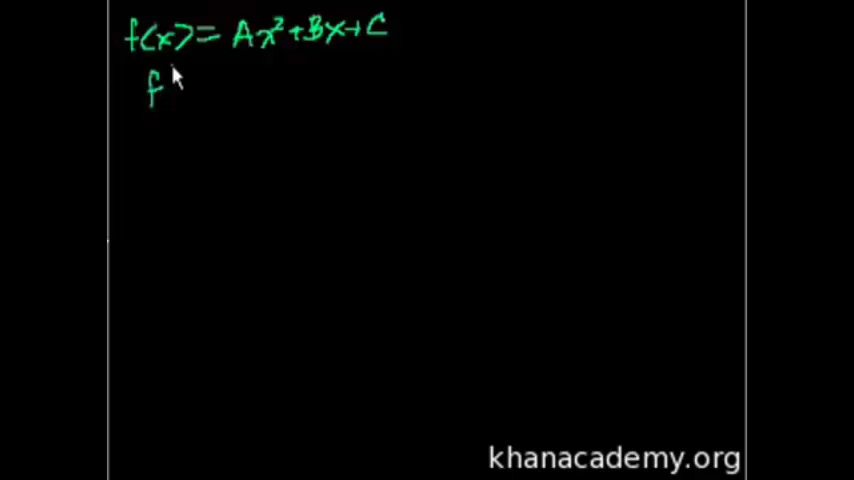 f(x) = Ax² + Bx + C
f
khanacademy.org